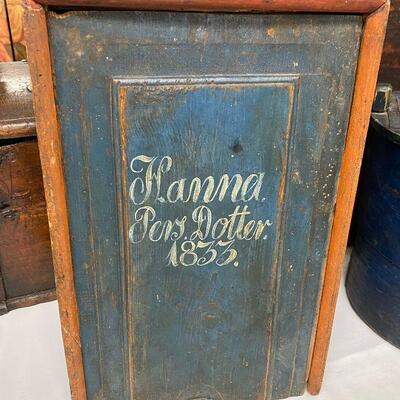 Hanna.
Pers. Dotter.
1833.